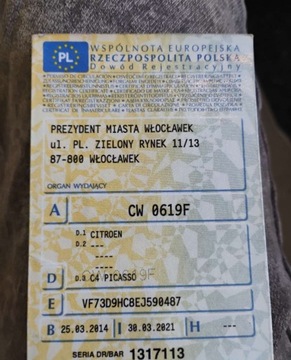 PL
WSPÓLNOTA EUROPEJSKA
RZECZPOSPOLITA POLSKA
Dowód Rejestracyjny
PREZYDENT MIASTA WŁOCŁAWEK
ul. PL. ZIELONY RYNEK 11/13
87-800 WŁOCŁAWEK
ORGAN WYDAJĄCY
A CW 0619F
D.1 CITROEN
D.2 ---
----
----
D D.3 C4 PICASSO
E VF73D9HC8EJ590487
B 25.03.2014 I 30.03.2021 H ---
SERIA DR/BAR 1317113